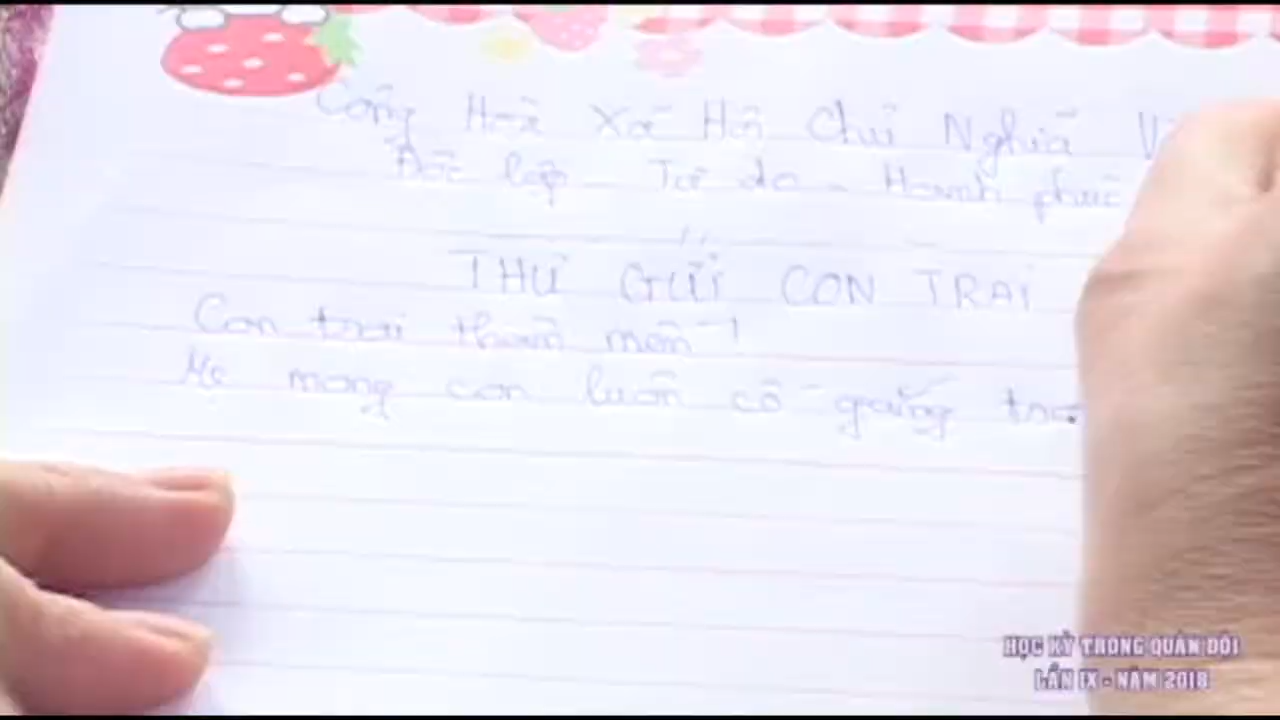 Cộng Hoà Xã Hội Chủ Nghĩa
Độc lập - Tự do - Hạnh phúc
THƯ GỬI CON TRAI
Con trai thân mến!
Mẹ mong con luôn cố gắng
HỌC KỲ TRONG QUÂN ĐỘI
LẦN IX - NĂM 2018